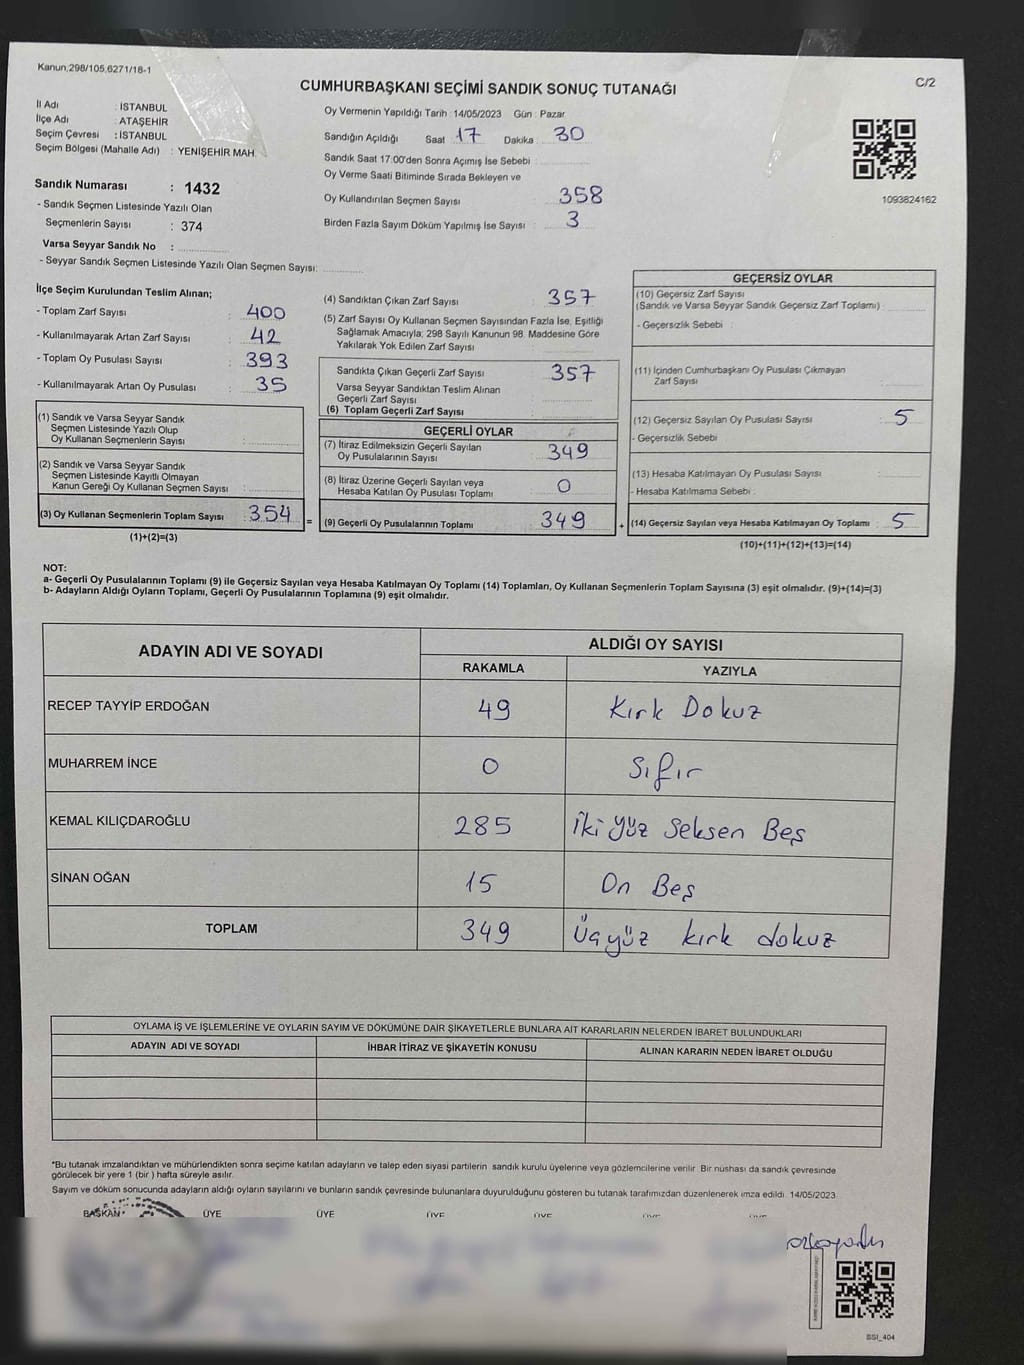 Kanun;298/105,6271/18-1
CUMHURBAŞKANI SEÇİMİ SANDIK SONUÇ TUTANAĞI
C/2
İl Adı : İSTANBUL
İlçe Adı : ATAŞEHİR
Seçim Çevresi : İSTANBUL
Seçim Bölgesi (Mahalle Adı) : YENİŞEHİR MAH.
Sandık Numarası : 1432
- Sandık Seçmen Listesinde Yazılı Olan
Seçmenlerin Sayısı : 374
Varsa Seyyar Sandık No :
- Seyyar Sandık Seçmen Listesinde Yazılı Olan Seçmen Sayısı:
Oy Vermenin Yapıldığı Tarih : 14/05/2023 Gün : Pazar
Sandığın Açıldığı Saat 17 Dakika : 30
Sandık Saat 17:00'den Sonra Açımış İse Sebebi :
Oy Verme Saati Bitiminde Sırada Bekleyen ve
Oy Kullandırılan Seçmen Sayısı : 358
Birden Fazla Sayım Döküm Yapılmış İse Sayısı : 3
1093824162
İlçe Seçim Kurulundan Teslim Alınan;
- Toplam Zarf Sayısı : 400
- Kullanılmayarak Artan Zarf Sayısı : 42
- Toplam Oy Pusulası Sayısı : 393
- Kullanılmayarak Artan Oy Pusulası : 35
(1) Sandık ve Varsa Seyyar Sandık
Seçmen Listesinde Yazılı Olup
Oy Kullanan Seçmenlerin Sayısı :
(2) Sandık ve Varsa Seyyar Sandık
Seçmen Listesinde Kayıtlı Olmayan
Kanun Gereği Oy Kullanan Seçmen Sayısı :
(3) Oy Kullanan Seçmenlerin Toplam Sayısı : 354 =
(1)+(2)=(3)
(4) Sandıktan Çıkan Zarf Sayısı : 357
(5) Zarf Sayısı Oy Kullanan Seçmen Sayısından Fazla İse, Eşitliği
Sağlamak Amacıyla; 298 Sayılı Kanunun 98. Maddesine Göre
Yakılarak Yok Edilen Zarf Sayısı :
Sandıkta Çıkan Geçerli Zarf Sayısı : 357
Varsa Seyyar Sandıktan Teslim Alınan
Geçerli Zarf Sayısı :
(6) Toplam Geçerli Zarf Sayısı :
GEÇERLİ OYLAR
(7) İtiraz Edilmeksizin Geçerli Sayılan
Oy Pusulalarının Sayısı : 349
(8) İtiraz Üzerine Geçerli Sayılan veya
Hesaba Katılan Oy Pusulası Toplamı : 0
(9) Geçerli Oy Pusulalarının Toplamı : 349 +
GEÇERSİZ OYLAR
(10) Geçersiz Zarf Sayısı
(Sandık ve Varsa Seyyar Sandık Geçersiz Zarf Toplamı) :
- Geçersizlik Sebebi :
(11) İçinden Cumhurbaşkanı Oy Pusulası Çıkmayan
Zarf Sayısı :
(12) Geçersiz Sayılan Oy Pusulası Sayısı : 5
- Geçersizlik Sebebi
(13) Hesaba Katılmayan Oy Pusulası Sayısı :
- Hesaba Katılmama Sebebi :
(14) Geçersiz Sayılan veya Hesaba Katılmayan Oy Toplamı : 5
(10)+(11)+(12)+(13)=(14)
NOT:
a- Geçerli Oy Pusulalarının Toplamı (9) ile Geçersiz Sayılan veya Hesaba Katılmayan Oy Toplamı (14) Toplamları, Oy Kullanan Seçmenlerin Toplam Sayısına (3) eşit olmalıdır. (9)+(14)=(3)
b- Adayların Aldığı Oyların Toplamı, Geçerli Oy Pusulalarının Toplamına (9) eşit olmalıdır.
ADAYIN ADI VE SOYADI
ALDIĞI OY SAYISI
RAKAMLA YAZIYLA
RECEP TAYYİP ERDOĞAN 49 Kırk Dokuz
MUHARREM İNCE 0 Sıfır
KEMAL KILIÇDAROĞLU 285 İki Yüz Seksen Beş
SİNAN OĞAN 15 On Beş
TOPLAM 349 Üçyüz kırk dokuz
OYLAMA İŞ VE İŞLEMLERİNE VE OYLARIN SAYIM VE DÖKÜMÜNE DAİR ŞİKAYETLERLE BUNLARA AİT KARARLARIN NELERDEN İBARET BULUNDUKLARI
ADAYIN ADI VE SOYADI İHBAR İTİRAZ VE ŞİKAYETİN KONUSU ALINAN KARARIN NEDEN İBARET OLDUĞU
*Bu tutanak imzalandıktan ve mühürlendikten sonra seçime katılan adayların ve talep eden siyasi partilerin sandık kurulu üyelerine veya gözlemcilerine verilir. Bir nüshası da sandık çevresinde
görülecek bir yere 1 (bir ) hafta süreyle asılır.
Sayım ve döküm sonucunda adayların aldığı oyların sayılarını ve bunların sandık çevresinde bulunanlara duyurulduğunu gösteren bu tutanak tarafımızdan düzenlenerek imza edildi. 14/05/2023
BAŞKAN ÜYE ÜYE ÜYE ÜYE ÜYE ÜYE
SSI_404